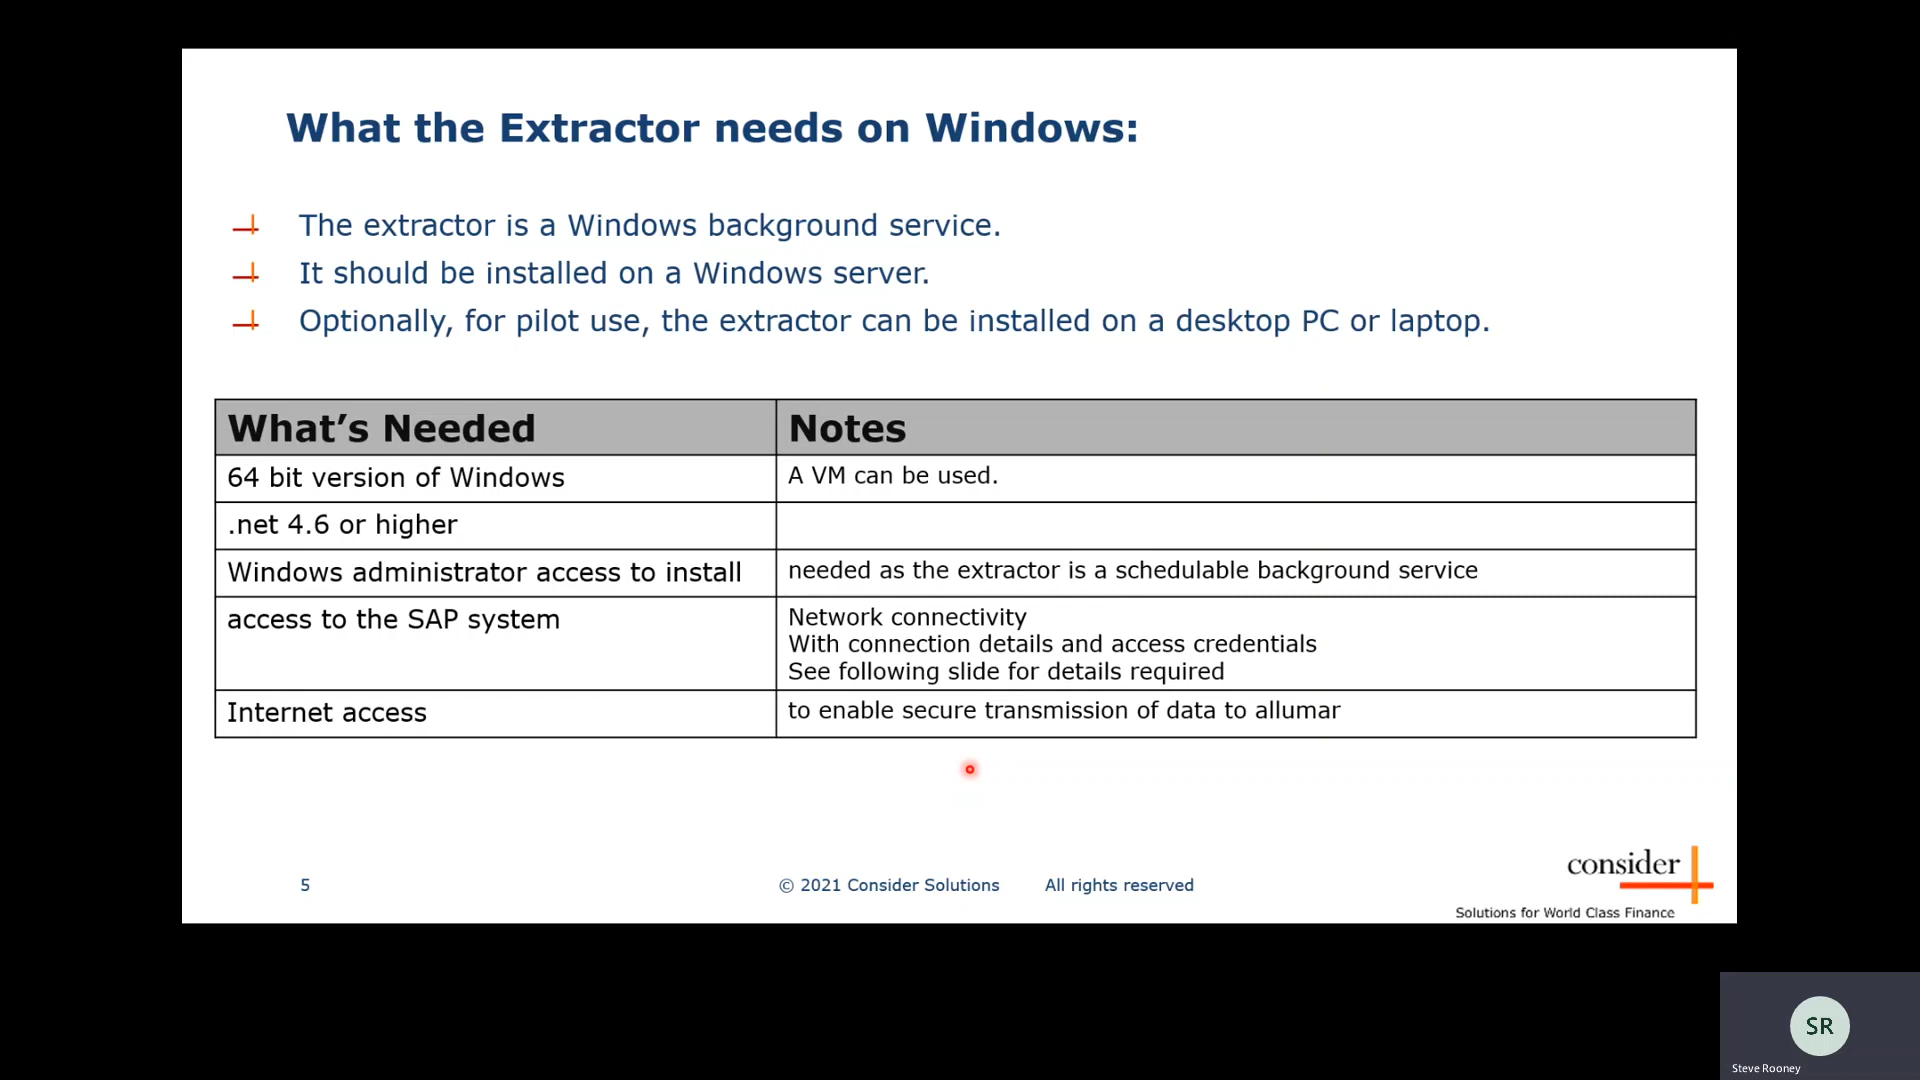 What the Extractor needs on Windows:
The extractor is a Windows background service.
It should be installed on a Windows server.
Optionally, for pilot use, the extractor can be installed on a desktop PC or laptop.
What’s Needed
Notes
64 bit version of Windows
A VM can be used.
.net 4.6 or higher
Windows administrator access to install
needed as the extractor is a schedulable background service
access to the SAP system
Network connectivity
With connection details and access credentials
See following slide for details required
Internet access
to enable secure transmission of data to allumar
5
© 2021 Consider Solutions
All rights reserved
consider
Solutions for World Class Finance
SR
Steve Rooney